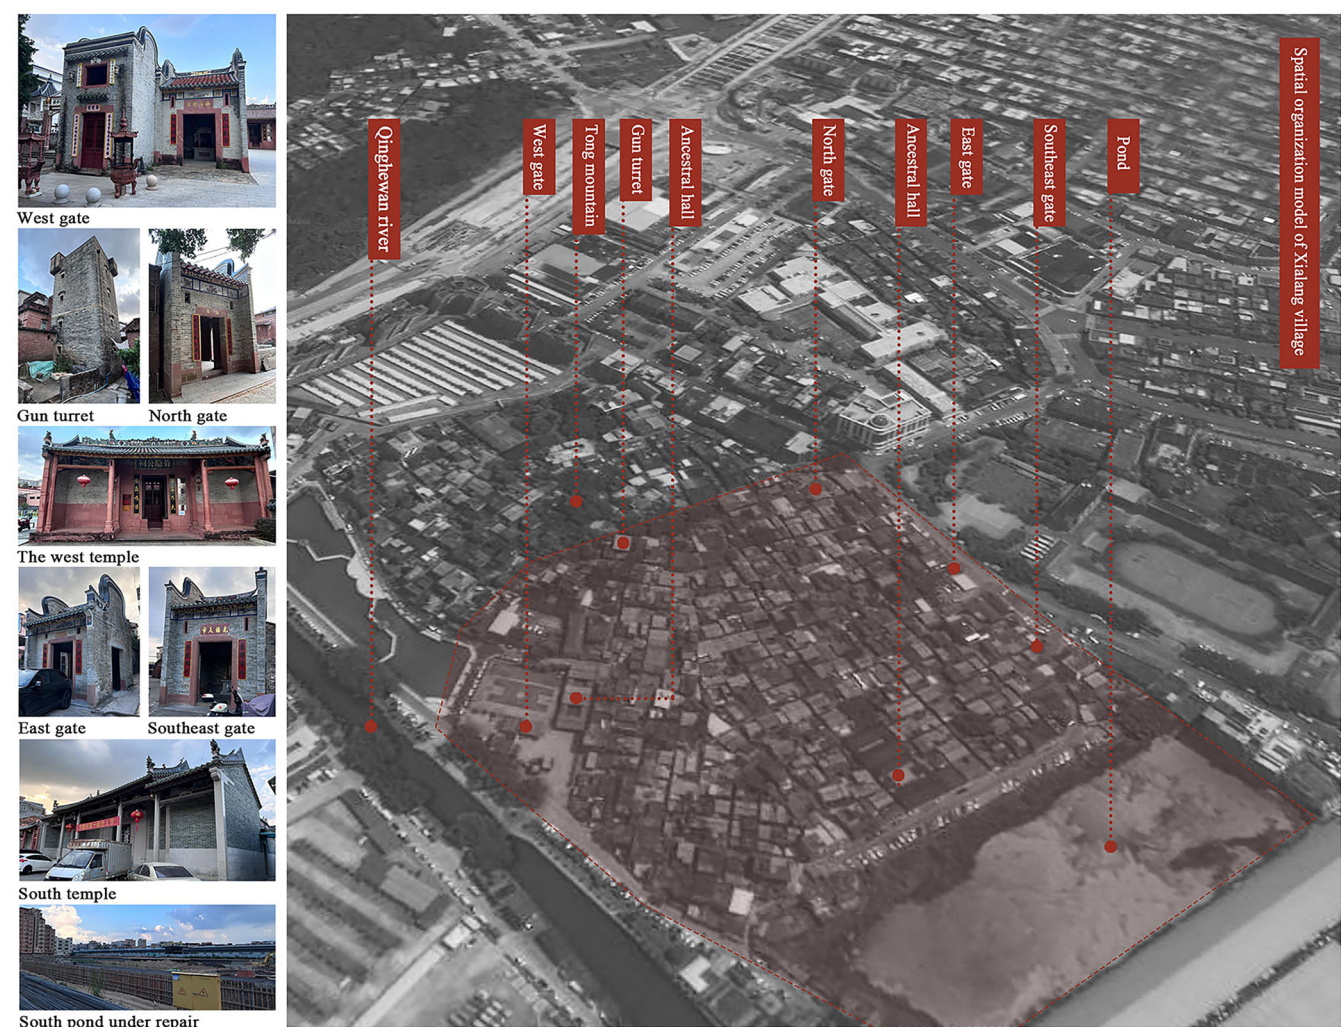 West gate
Gun turret
North gate
The west temple
East gate
Southeast gate
South temple
South pond under repair
Qinghewan river
West gate
Tong mountain
Gun turret
Ancestral hall
North gate
Ancestral hall
East gate
Southeast gate
Pond
Spatial organization model of Xialang village